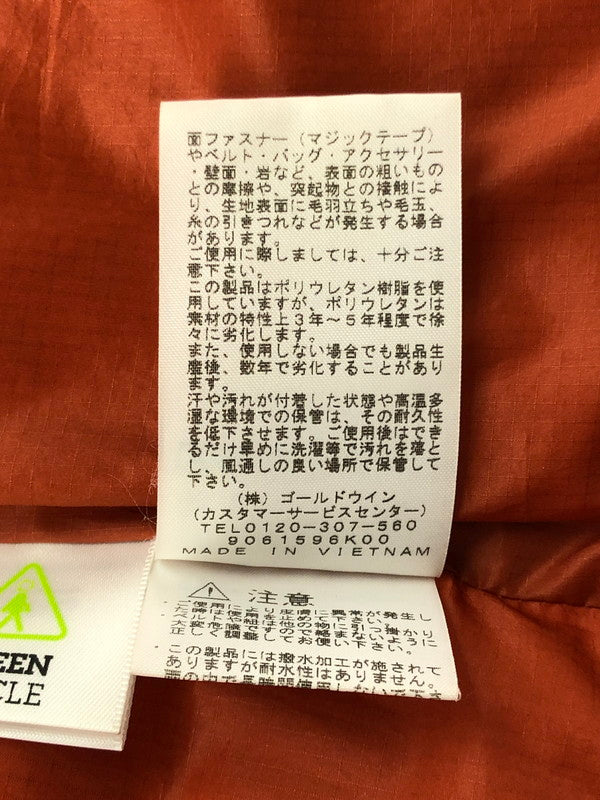 面ファスナー(マジックテープ)
やベルト・バッグ・アクセサリー
・壁面・岩など、表面の粗いもの
との摩擦や、突起物との接触によ
り、生地表面に毛羽立ちや毛玉、
糸の引きつれなどが発生する場合
があります。
ご使用に際しましては、十分ご注
意下さい。
この製品はポリウレタン樹脂を使
用していますが、ポリウレタンは
素材の特性上3年〜5年程度で徐
々に劣化します。
また、使用しない場合でも製品生
産後、数年で劣化することがあり
ます。
汗や汚れが付着した状態や高温多
湿な環境での保管は、その耐久性
を低下させます。ご使用後はでき
るだけ早めに洗濯等で汚れを落と
し、風通しの良い場所で保管して
下さい。
(株)ゴールドウイン
(カスタマーサービスセンター)
TEL0120-307-560
9061596K00
MADE IN VIETNAM
注意
この製品には撥水加工が施されて
ありますが耐水性はありません。
EEN
CLE